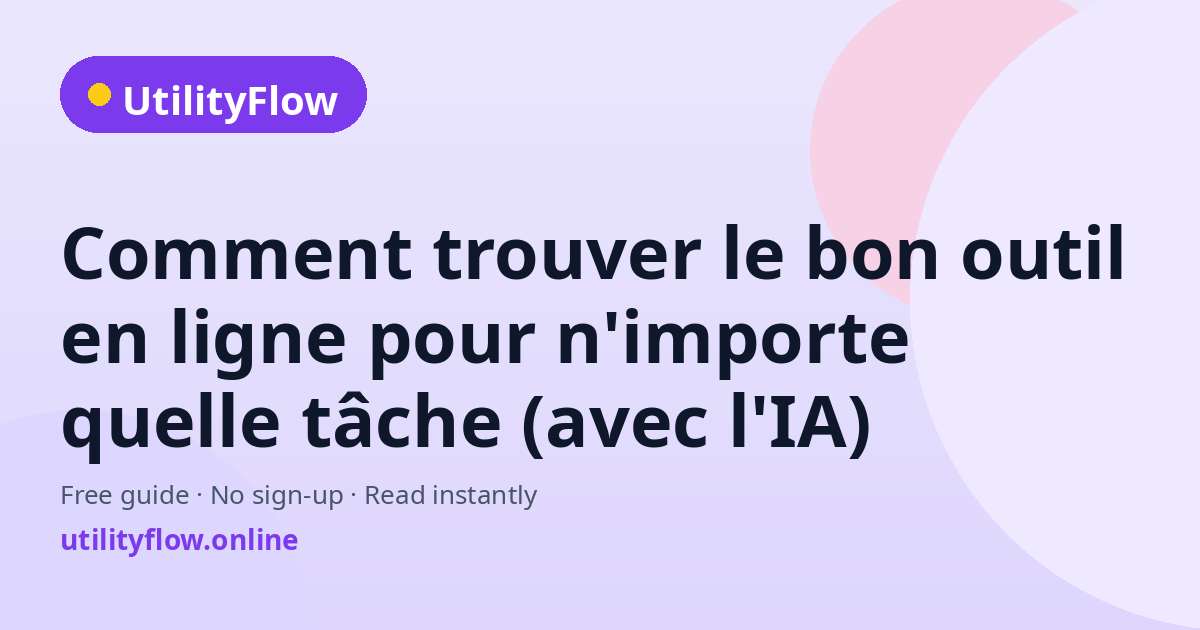 UtilityFlow
Comment trouver le bon outil
en ligne pour n'importe
quelle tâche (avec l'IA)
Free guide · No sign-up · Read instantly
utilityflow.online